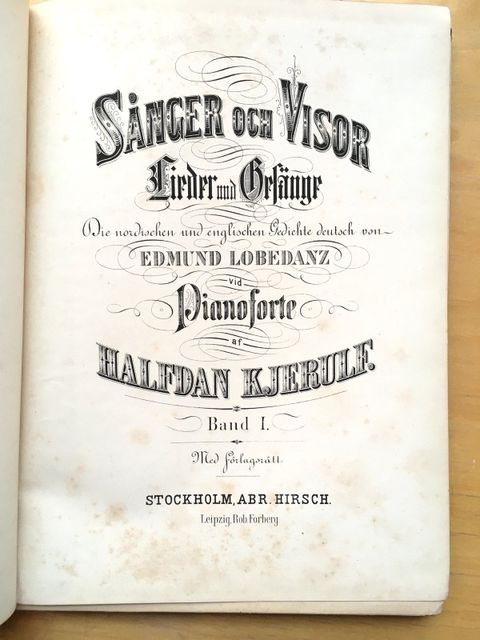 SÅNGER OCH VISOR
Lieder und Gesänge
Die nordischen und englischen Gedichte deutsch von
EDMUND LOBEDANZ
vid
Pianoforte
af
HALFDAN KJERULF.
Band I.
Med förlagsrätt.
STOCKHOLM, ABR. HIRSCH.
Leipzig, Rob. Forberg